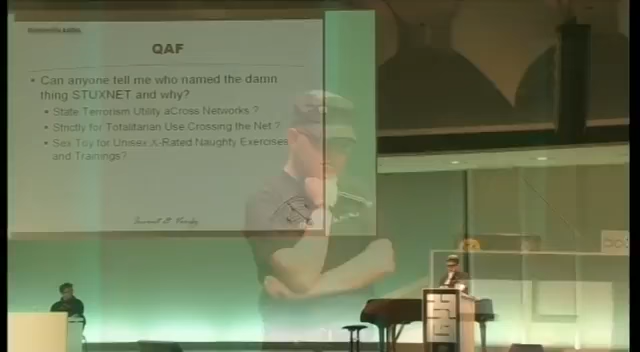 QAF
Can anyone tell me who named the damn
thing STUXNET and why?
State Terrorism Utility aCross Networks ?
Strictly for Totalitarian Use Crossing the Net ?
Sex Toy for Unisex X-Rated Naughty Exercises
and Trainings?